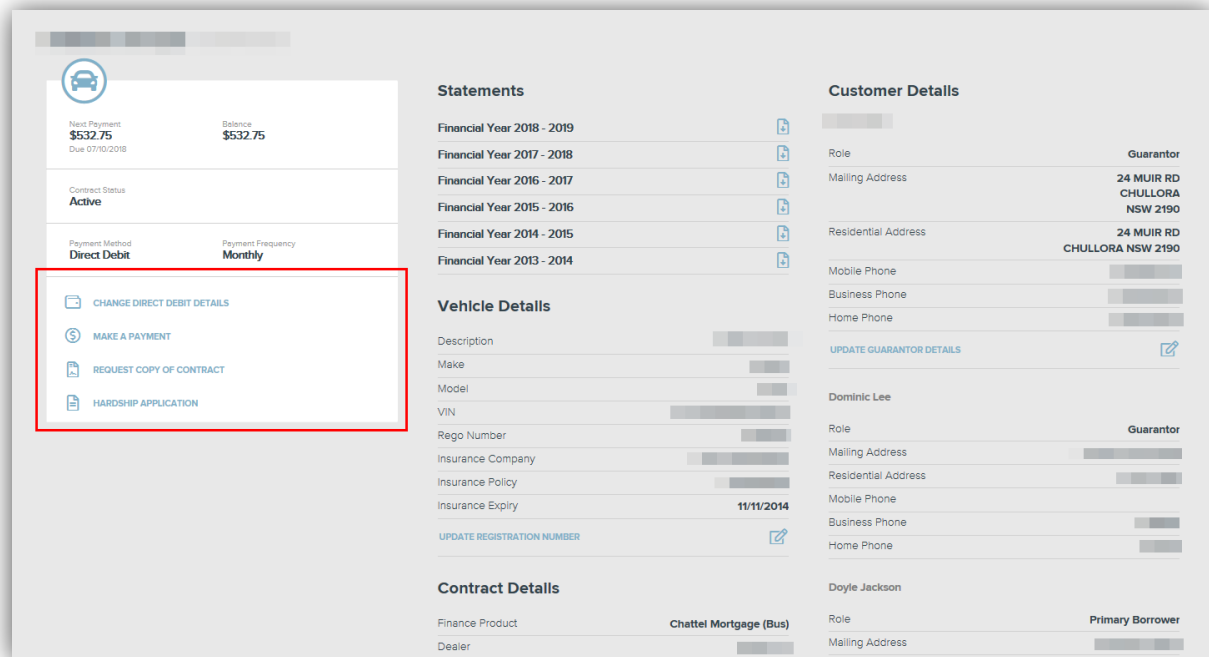 Next Payment Balance
$532.75 $532.75
Due 07/10/2018
Contract Status
Active
Payment Method Payment Frequency
Direct Debit Monthly
CHANGE DIRECT DEBIT DETAILS
MAKE A PAYMENT
REQUEST COPY OF CONTRACT
HARDSHIP APPLICATION
Statements
Financial Year 2018 - 2019
Financial Year 2017 - 2018
Financial Year 2016 - 2017
Financial Year 2015 - 2016
Financial Year 2014 - 2015
Financial Year 2013 - 2014
Vehicle Details
Description
Make
Model
VIN
Rego Number
Insurance Company
Insurance Policy
Insurance Expiry 11/11/2014
UPDATE REGISTRATION NUMBER
Contract Details
Finance Product Chattel Mortgage (Bus)
Dealer
Customer Details
Role Guarantor
Mailing Address 24 MUIR RD
CHULLORA
NSW 2190
Residential Address 24 MUIR RD
CHULLORA NSW 2190
Mobile Phone
Business Phone
Home Phone
UPDATE GUARANTOR DETAILS
Dominic Lee
Role Guarantor
Mailing Address
Residential Address
Mobile Phone
Business Phone
Home Phone
Doyle Jackson
Role Primary Borrower
Mailing Address